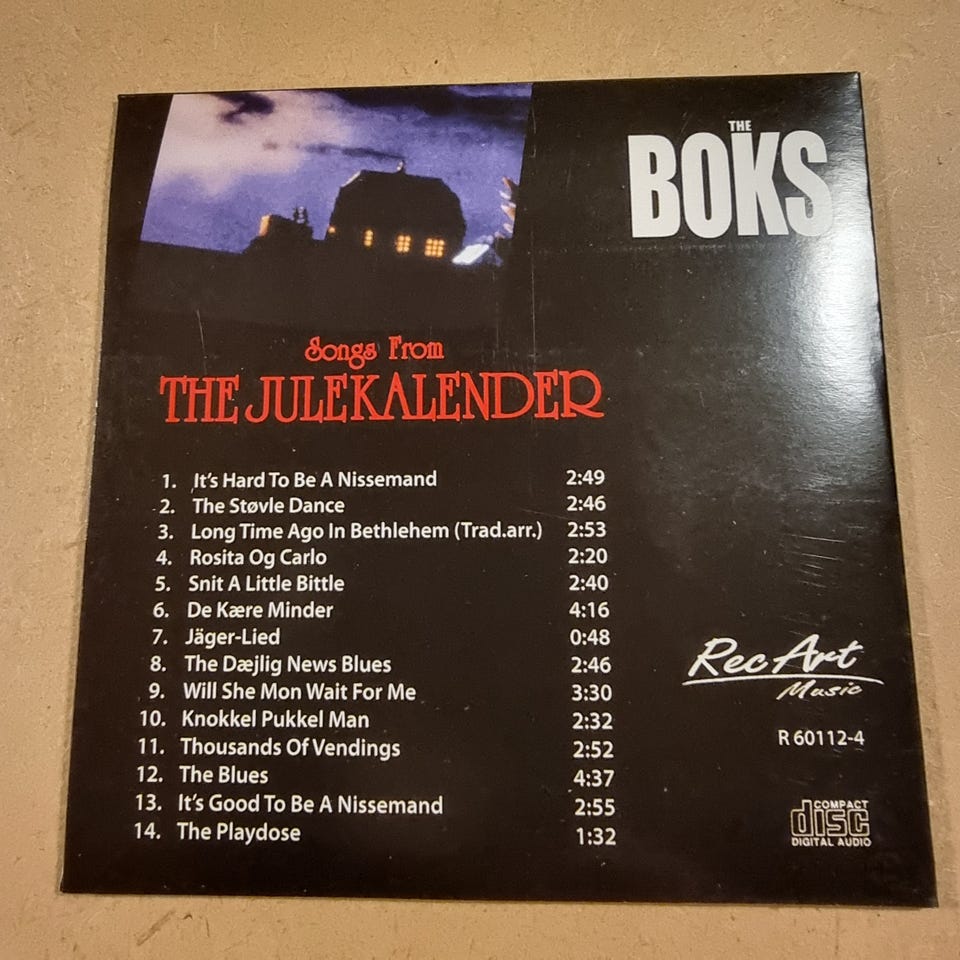 THE
BOKS
Songs From
THE JULEKALENDER
1. It's Hard To Be A Nissemand 2:49
2. The Støvle Dance 2:46
3. Long Time Ago In Bethlehem (Trad.arr.) 2:53
4. Rosita Og Carlo 2:20
5. Snit A Little Bittle 2:40
6. De Kære Minder 4:16
7. Jäger-Lied 0:48
8. The Dæjlig News Blues 2:46
9. Will She Mon Wait For Me 3:30
10. Knokkel Pukkel Man 2:32
11. Thousands Of Vendings 2:52
12. The Blues 4:37
13. It's Good To Be A Nissemand 2:55
14. The Playdose 1:32
RecArt
Music
R 60112-4
COMPACT
disc
DIGITAL AUDIO